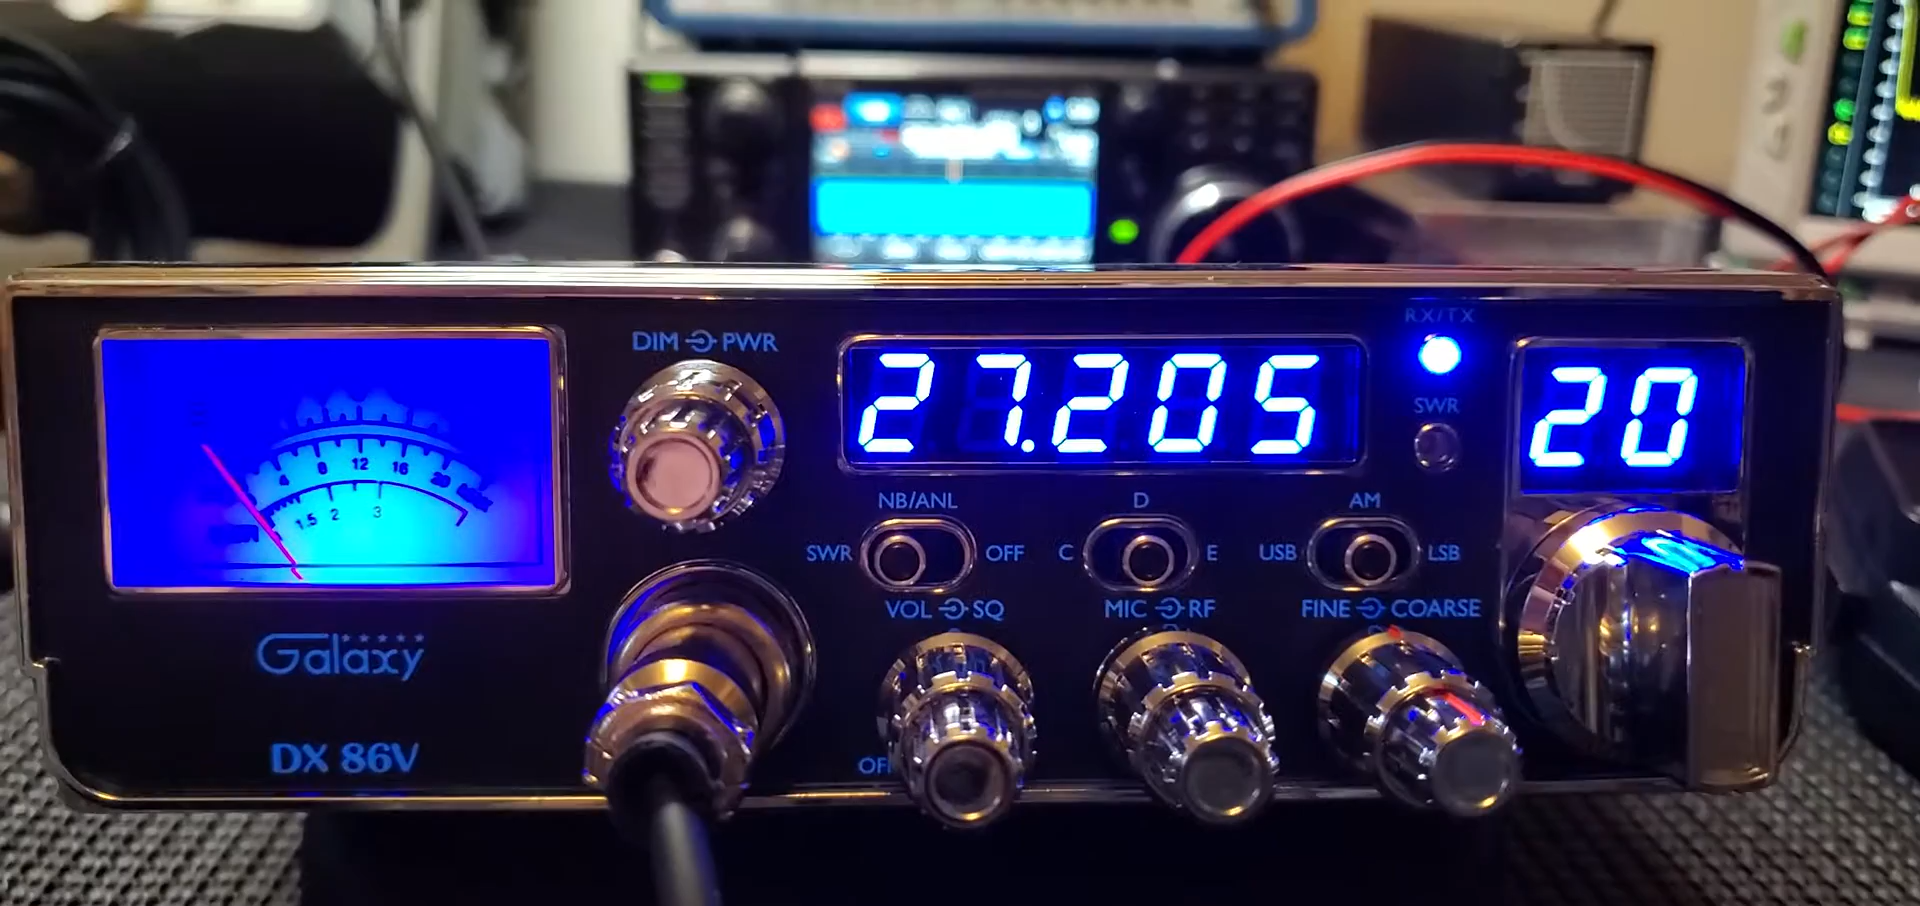 4 8 12 16 20
1.5 2 3
Galaxy
DX 86V
DIM PWR
27.205
RX/TX
SWR
20
NB/ANL
SWR OFF
D
C E
AM
USB LSB
VOL SQ
MIC RF
FINE COARSE